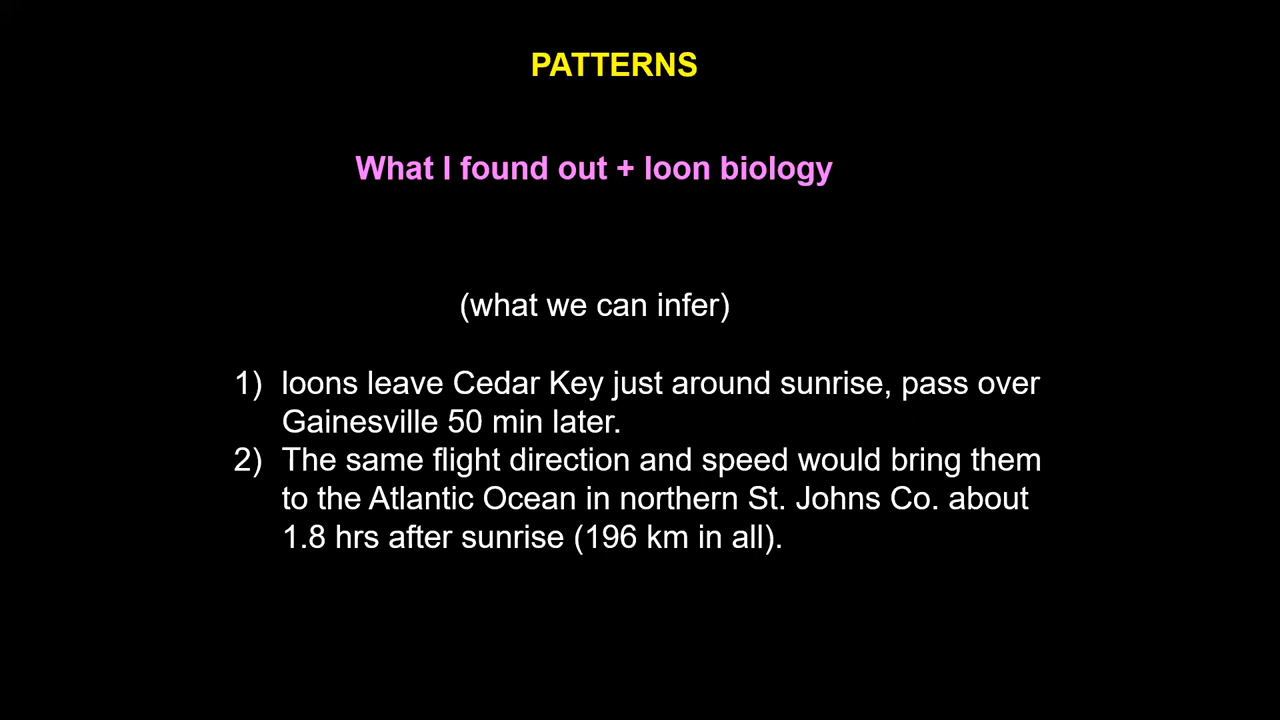 PATTERNS
What I found out + loon biology
(what we can infer)
1) loons leave Cedar Key just around sunrise, pass over
Gainesville 50 min later.
2) The same flight direction and speed would bring them
to the Atlantic Ocean in northern St. Johns Co. about
1.8 hrs after sunrise (196 km in all).